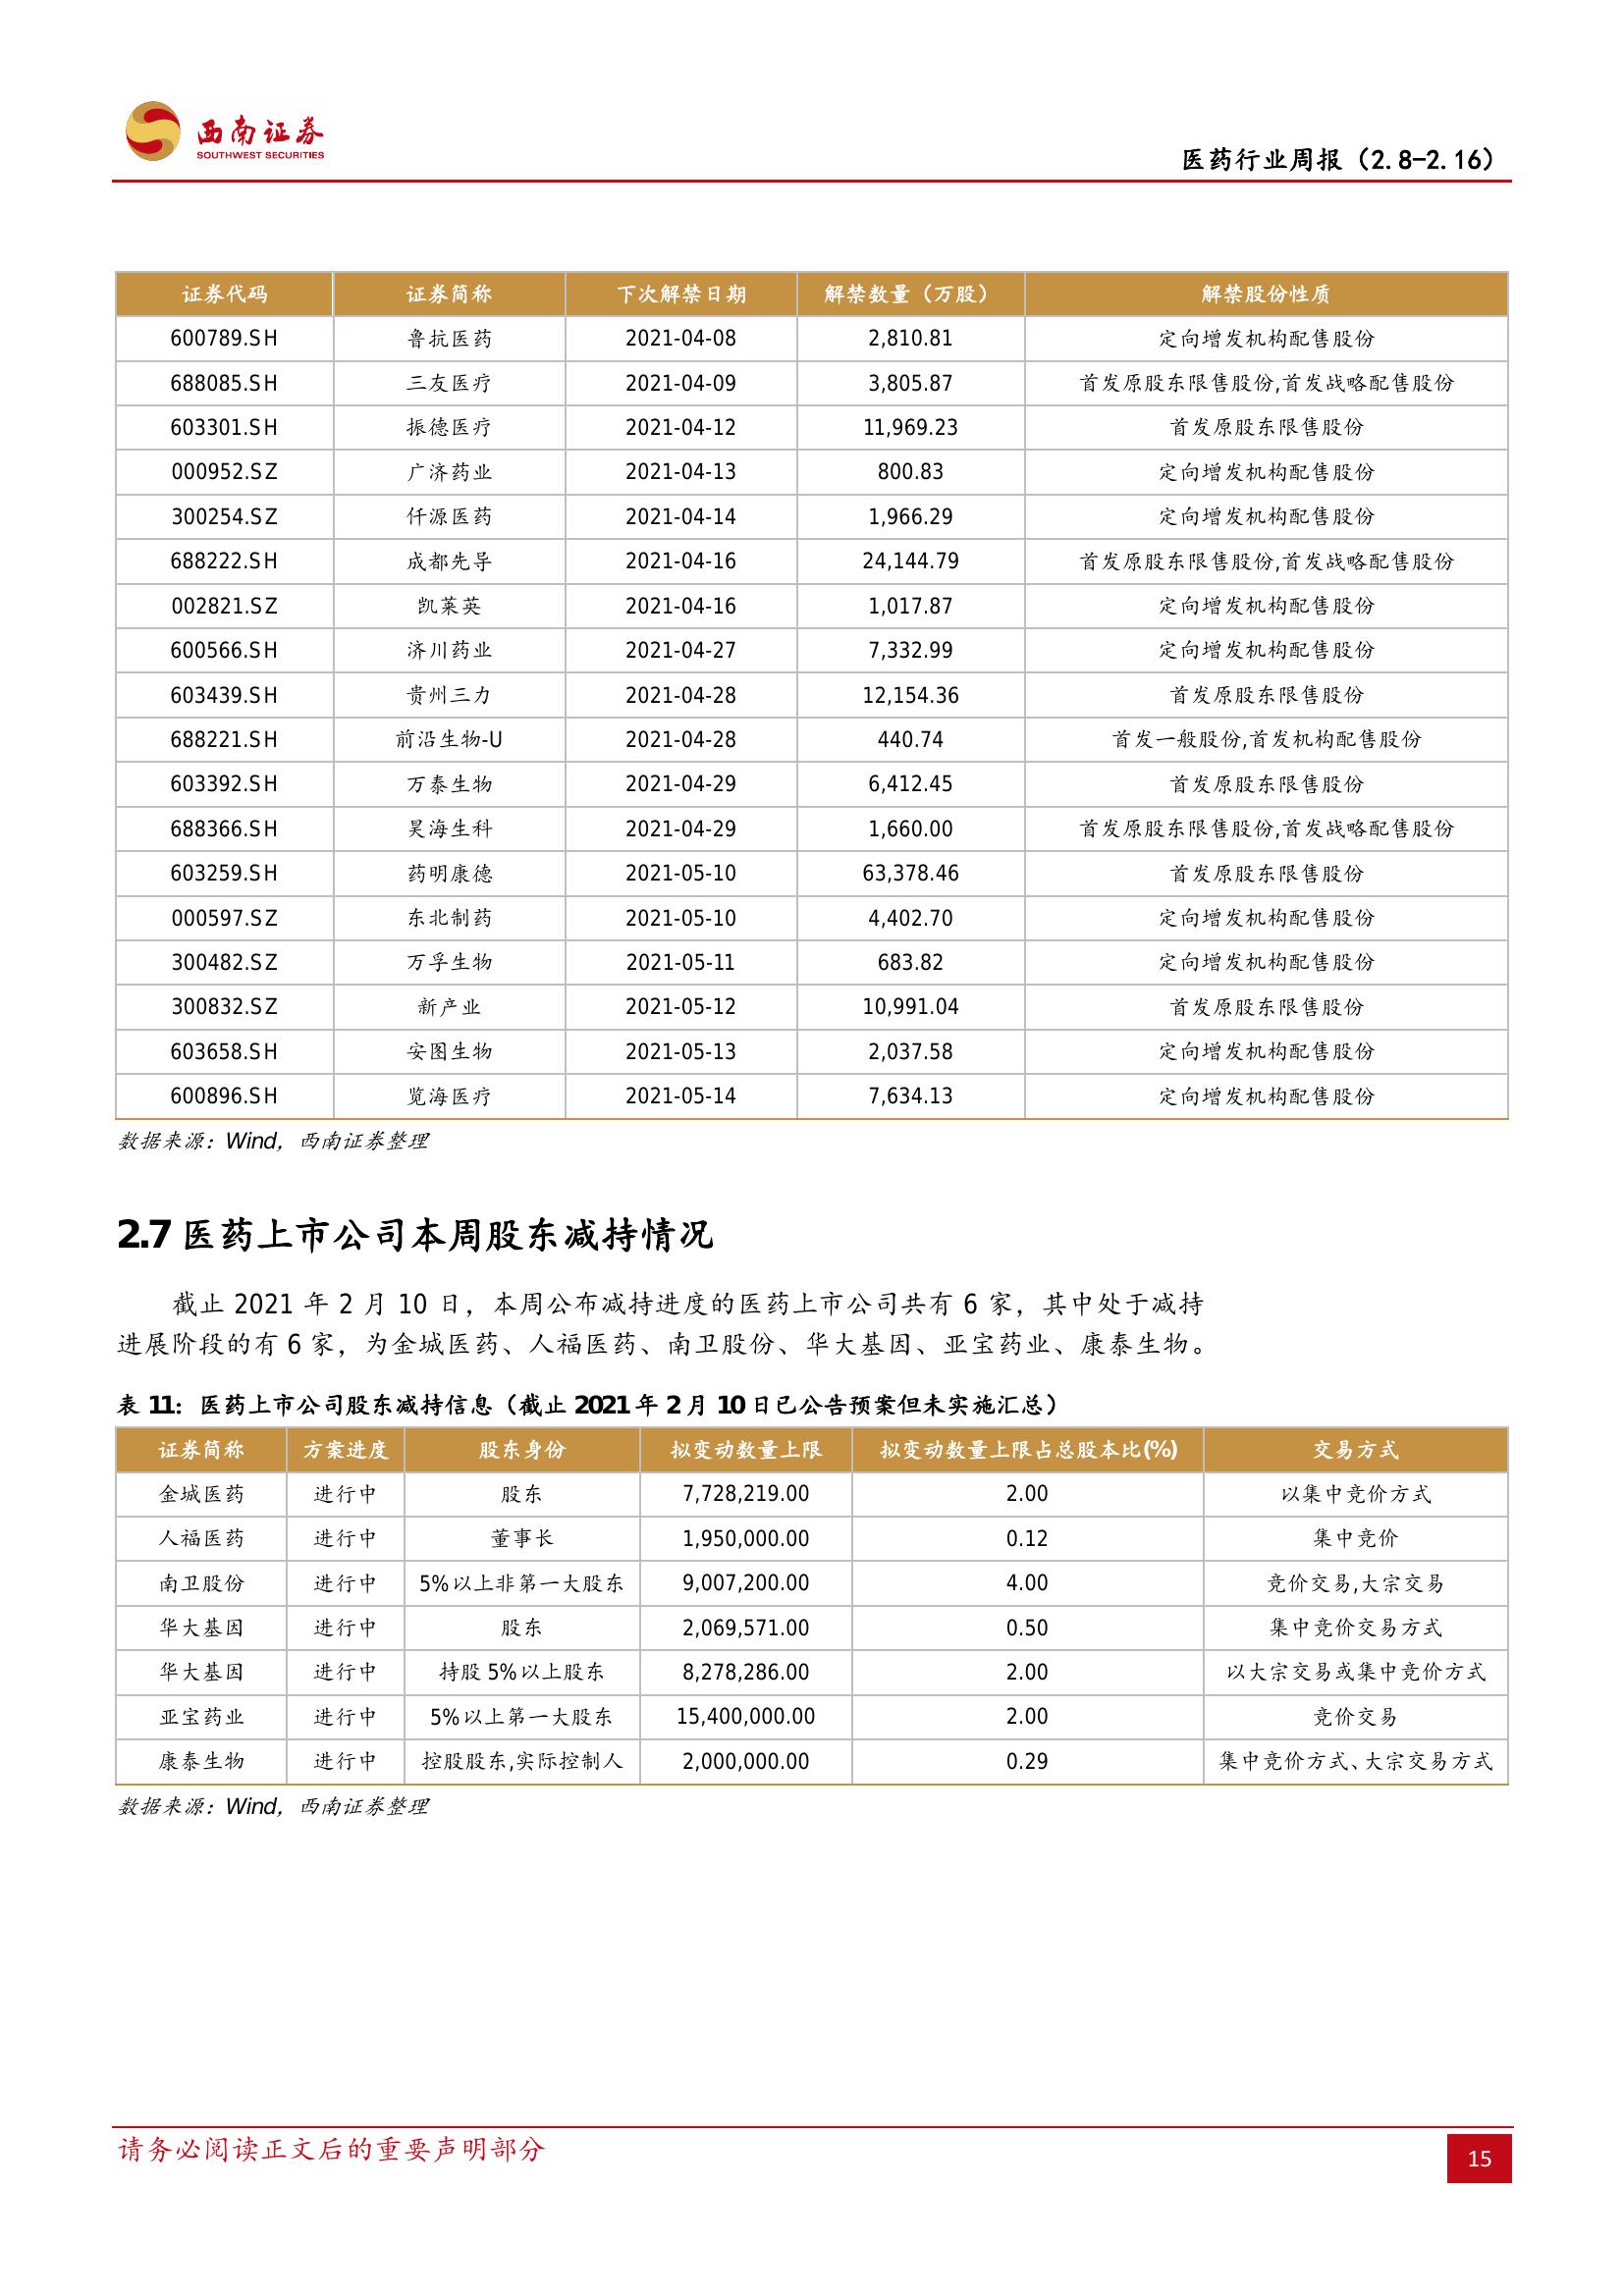 西南证券
SOUTHWEST SECURITIES
医药行业周报（2.8-2.16）
证券代码 证券简称 下次解禁日期 解禁数量（万股） 解禁股份性质
600789.SH 鲁抗医药 2021-04-08 2,810.81 定向增发机构配售股份
688085.SH 三友医疗 2021-04-09 3,805.87 首发原股东限售股份,首发战略配售股份
603301.SH 振德医疗 2021-04-12 11,969.23 首发原股东限售股份
000952.SZ 广济药业 2021-04-13 800.83 定向增发机构配售股份
300254.SZ 仟源医药 2021-04-14 1,966.29 定向增发机构配售股份
688222.SH 成都先导 2021-04-16 24,144.79 首发原股东限售股份,首发战略配售股份
002821.SZ 凯莱英 2021-04-16 1,017.87 定向增发机构配售股份
600566.SH 济川药业 2021-04-27 7,332.99 定向增发机构配售股份
603439.SH 贵州三力 2021-04-28 12,154.36 首发原股东限售股份
688221.SH 前沿生物-U 2021-04-28 440.74 首发一般股份,首发机构配售股份
603392.SH 万泰生物 2021-04-29 6,412.45 首发原股东限售股份
688366.SH 昊海生科 2021-04-29 1,660.00 首发原股东限售股份,首发战略配售股份
603259.SH 药明康德 2021-05-10 63,378.46 首发原股东限售股份
000597.SZ 东北制药 2021-05-10 4,402.70 定向增发机构配售股份
300482.SZ 万孚生物 2021-05-11 683.82 定向增发机构配售股份
300832.SZ 新产业 2021-05-12 10,991.04 首发原股东限售股份
603658.SH 安图生物 2021-05-13 2,037.58 定向增发机构配售股份
600896.SH 览海医疗 2021-05-14 7,634.13 定向增发机构配售股份
数据来源：Wind，西南证券整理
2.7 医药上市公司本周股东减持情况
截止 2021 年 2 月 10 日，本周公布减持进度的医药上市公司共有 6 家，其中处于减持
进展阶段的有 6 家，为金城医药、人福医药、南卫股份、华大基因、亚宝药业、康泰生物。
表 11：医药上市公司股东减持信息（截止 2021 年 2 月 10 日已公告预案但未实施汇总）
证券简称 方案进度 股东身份 拟变动数量上限 拟变动数量上限占总股本比(%) 交易方式
金城医药 进行中 股东 7,728,219.00 2.00 以集中竞价方式
人福医药 进行中 董事长 1,950,000.00 0.12 集中竞价
南卫股份 进行中 5%以上非第一大股东 9,007,200.00 4.00 竞价交易,大宗交易
华大基因 进行中 股东 2,069,571.00 0.50 集中竞价交易方式
华大基因 进行中 持股 5%以上股东 8,278,286.00 2.00 以大宗交易或集中竞价方式
亚宝药业 进行中 5%以上第一大股东 15,400,000.00 2.00 竞价交易
康泰生物 进行中 控股股东,实际控制人 2,000,000.00 0.29 集中竞价方式、大宗交易方式
数据来源：Wind，西南证券整理
请务必阅读正文后的重要声明部分
15